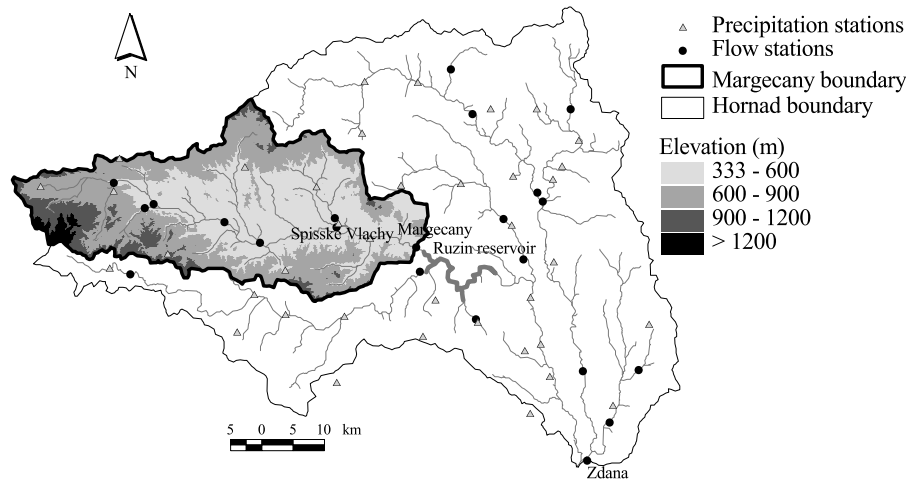 Precipitation stations
Flow stations
Margecany boundary
Hornad boundary
Elevation (m)
333 - 600
600 - 900
900 - 1200
> 1200
N
Spisske Vlachy
Margecany
Ruzin reservoir
5 0 5 10 km
Zdana